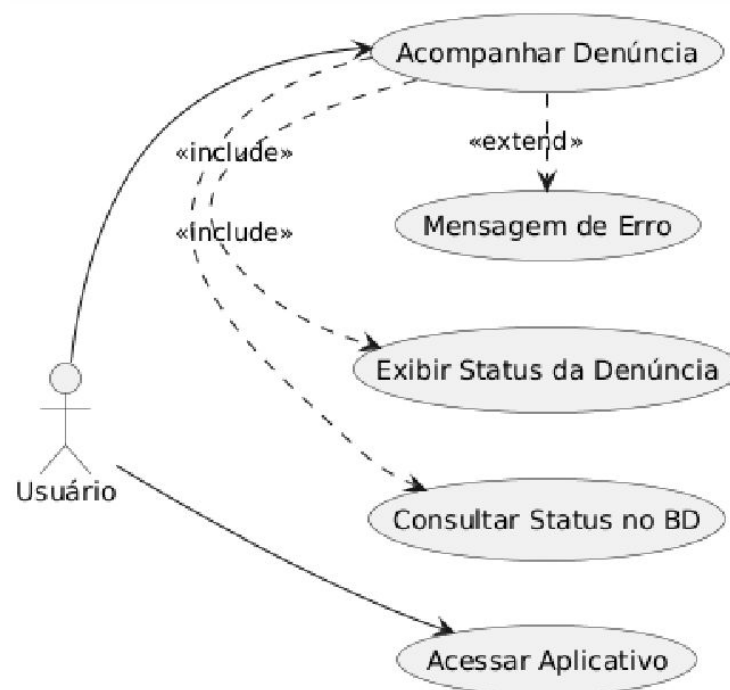 Acompanhar Denúncia
«extend»
«include»
Mensagem de Erro
«include»
Exibir Status da Denúncia
Usuário
Consultar Status no BD
Acessar Aplicativo